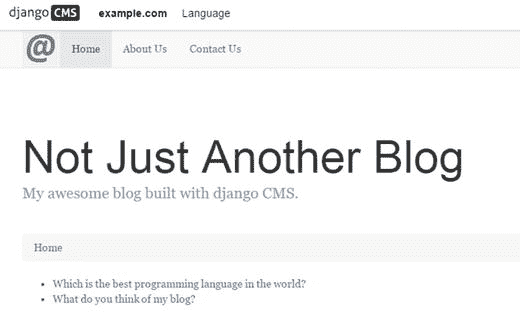 django CMS example.com Language
@ Home About Us Contact Us
Not Just Another Blog
My awesome blog built with django CMS.
Home
• Which is the best programming language in the world?
• What do you think of my blog?